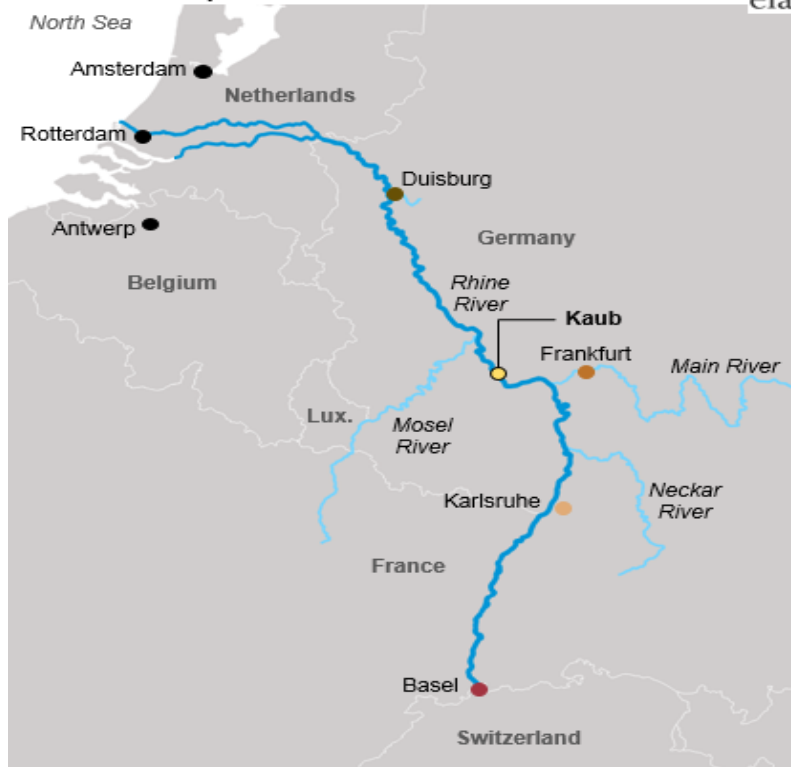 North Sea
Amsterdam
Netherlands
Rotterdam
Duisburg
Antwerp
Germany
Belgium
Rhine
River
Kaub
Frankfurt
Main River
Lux.
Mosel
River
Karlsruhe
Neckar
River
France
Basel
Switzerland